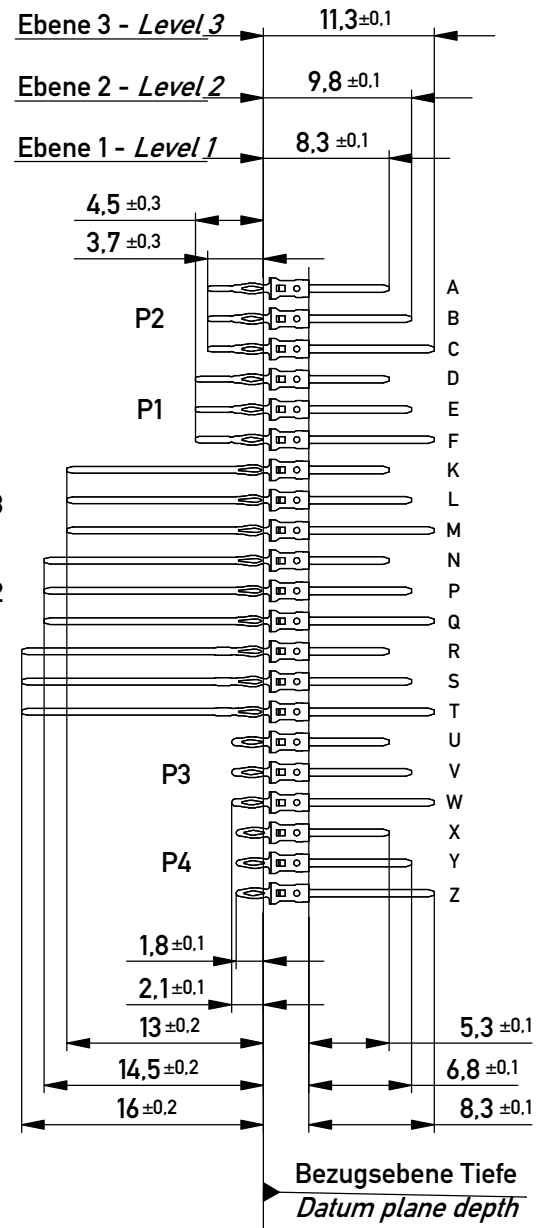 Ebene 3 - Level 3 11,3±0,1
Ebene 2 - Level 2 9,8 ±0,1
Ebene 1 - Level 1 8,3 ±0,1
4,5 ±0,3
3,7 ±0,3
A
P2 B
C
D
P1 E
F
K
L
3
M
N
2 P
Q
R
S
T
U
P3 V
W
X
P4 Y
Z
1,8 ±0,1
2,1 ±0,1
13 ±0,2 5,3 ±0,1
14,5 ±0,2 6,8 ±0,1
16 ±0,2 8,3 ±0,1
Bezugsebene Tiefe
Datum plane depth